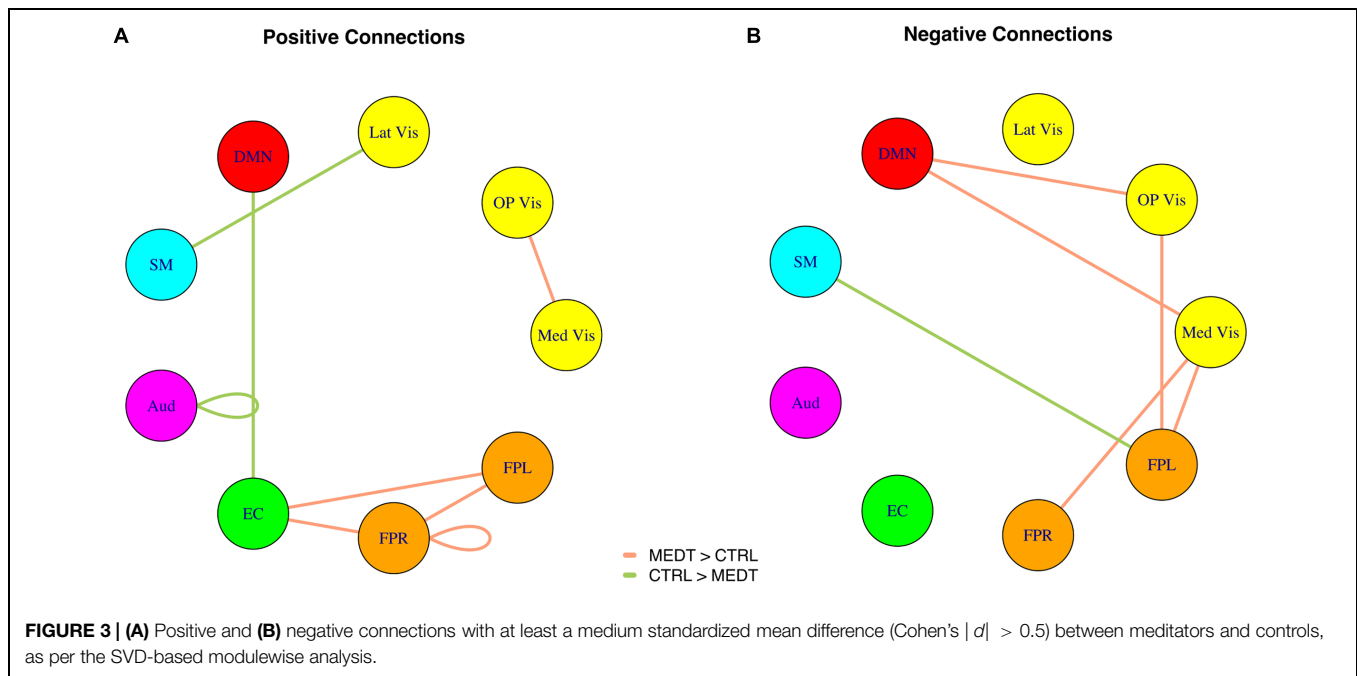 A
Positive Connections
B
Negative Connections
Lat Vis
DMN
OP Vis
SM
Med Vis
Aud
FPL
EC
FPR
Lat Vis
DMN
OP Vis
SM
Med Vis
Aud
FPL
EC
FPR
MEDT > CTRL
CTRL > MEDT
FIGURE 3 | (A) Positive and (B) negative connections with at least a medium standardized mean difference (Cohen's | d| > 0.5) between meditators and controls,
as per the SVD-based modulewise analysis.